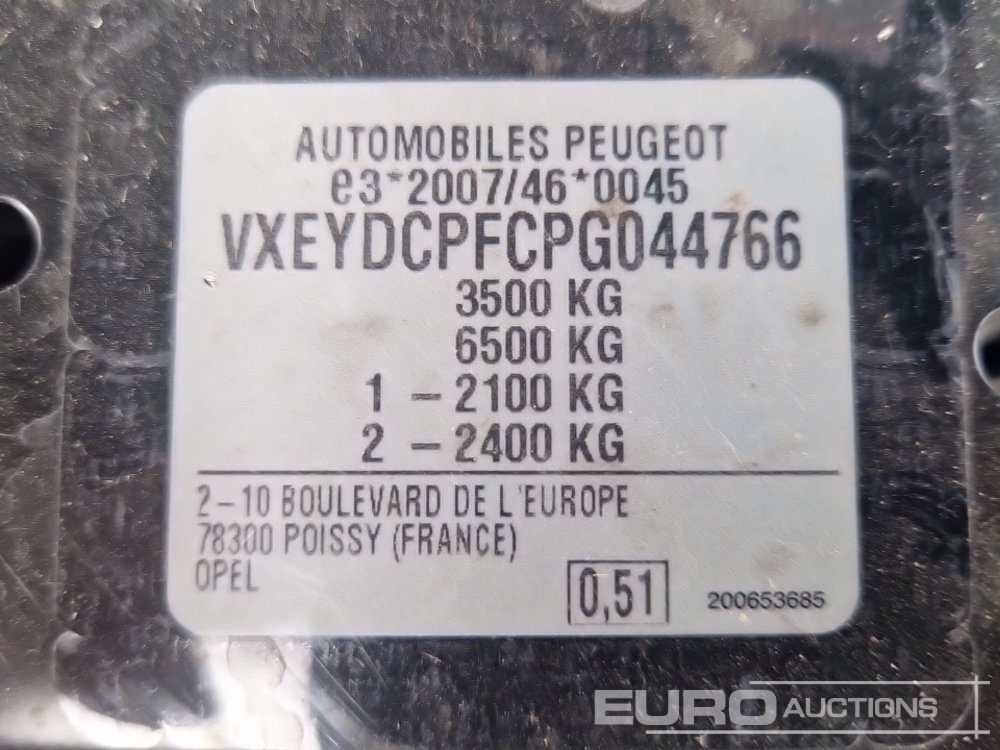 AUTOMOBILES PEUGEOT
e3*2007/46*0045
VXEYDCPFCPG044766
3500 KG
6500 KG
1 - 2100 KG
2 - 2400 KG
2-10 BOULEVARD DE L'EUROPE
78300 POISSY (FRANCE)
OPEL
0,51
200653685
EURO AUCTIONS